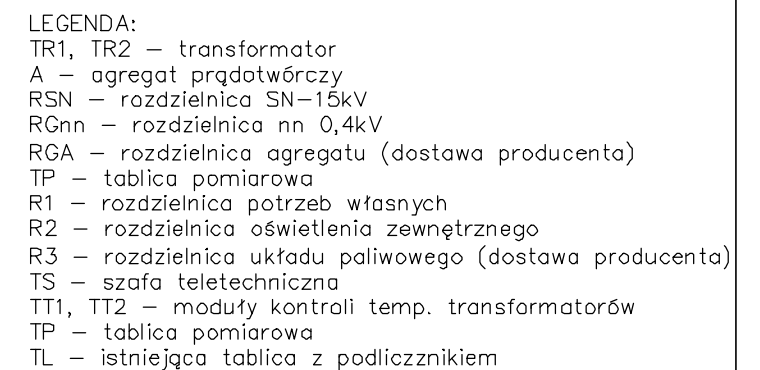 LEGENDA:
TR1, TR2 – transformator
A – agregat prądotwórczy
RSN – rozdzielnica SN–15kV
RGnn – rozdzielnica nn 0,4kV
RGA – rozdzielnica agregatu (dostawa producenta)
TP – tablica pomiarowa
R1 – rozdzielnica potrzeb własnych
R2 – rozdzielnica oświetlenia zewnętrznego
R3 – rozdzielnica układu paliwowego (dostawa producenta)
TS – szafa teletechniczna
TT1, TT2 – moduły kontroli temp. transformatorów
TP – tablica pomiarowa
TL – istniejąca tablica z podliczznikiem